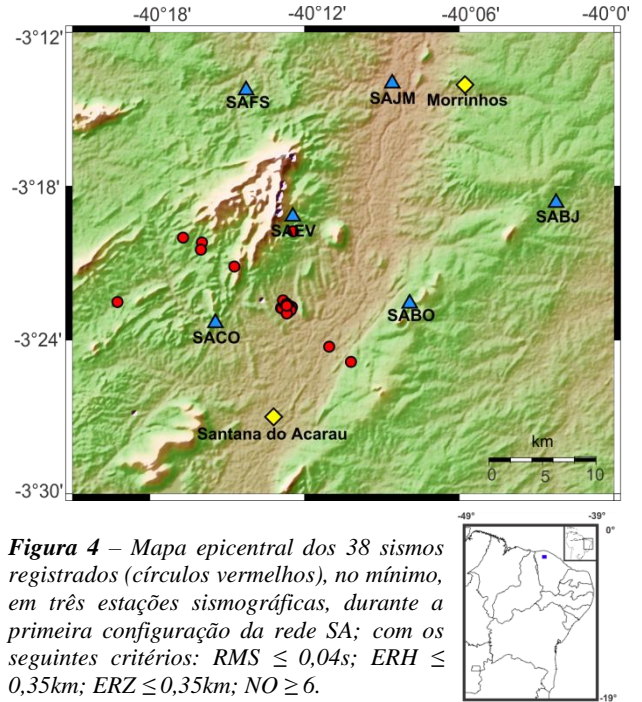 -40°18' -40°12' -40°06' -40°0'
-3°12'
SAFS SAJM Morrinhos
-3°18'
SAEV SABJ
SACO SABO
-3°24'
Santana do Acarau
km
0 5 10
-3°30'
Figura 4 – Mapa epicentral dos 38 sismos
registrados (círculos vermelhos), no mínimo,
em três estações sismográficas, durante a
primeira configuração da rede SA; com os
seguintes critérios: RMS ≤ 0,04s; ERH ≤
0,35km; ERZ ≤ 0,35km; NO ≥ 6.
-49° -39°
0°
-19°